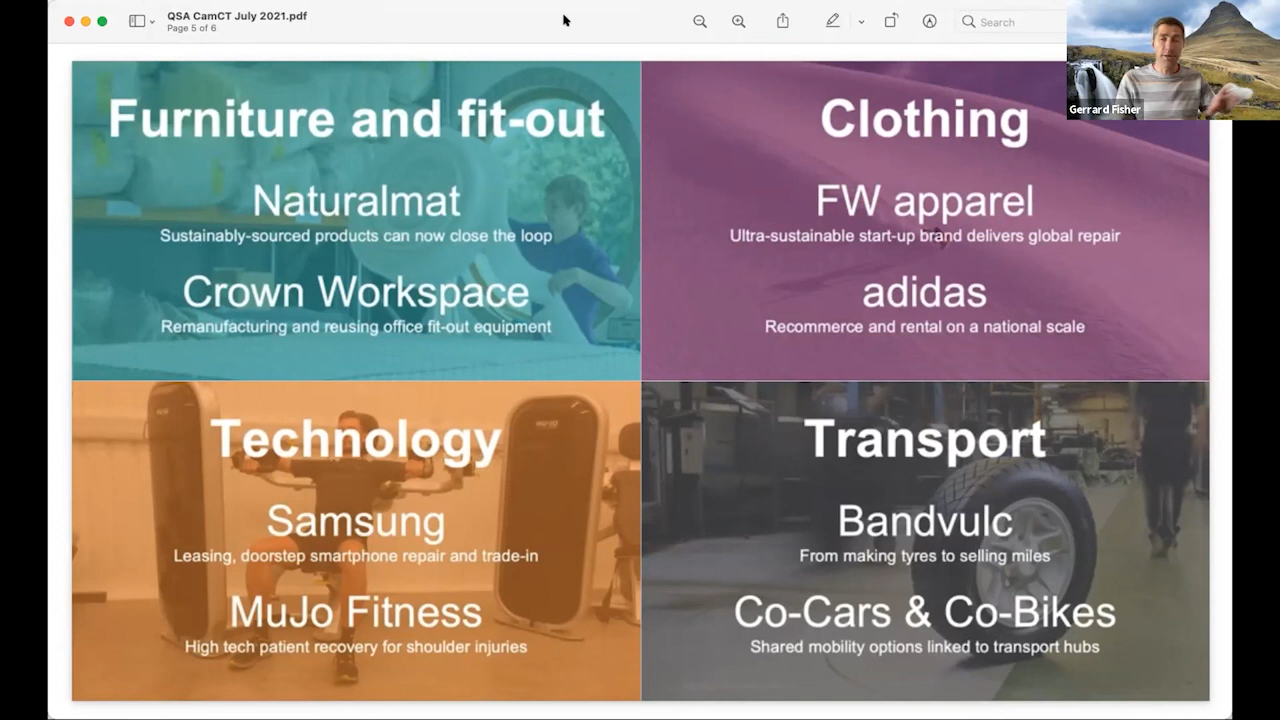 QSA CamCT July 2021.pdf
Page 5 of 6
Search
Gerrard Fisher
Furniture and fit-out
Naturalmat
Sustainably-sourced products can now close the loop
Crown Workspace
Remanufacturing and reusing office fit-out equipment
Clothing
FW apparel
Ultra-sustainable start-up brand delivers global repair
adidas
Recommerce and rental on a national scale
Technology
Samsung
Leasing, doorstep smartphone repair and trade-in
MuJo Fitness
High tech patient recovery for shoulder injuries
Transport
Bandvulc
From making tyres to selling miles
Co-Cars & Co-Bikes
Shared mobility options linked to transport hubs